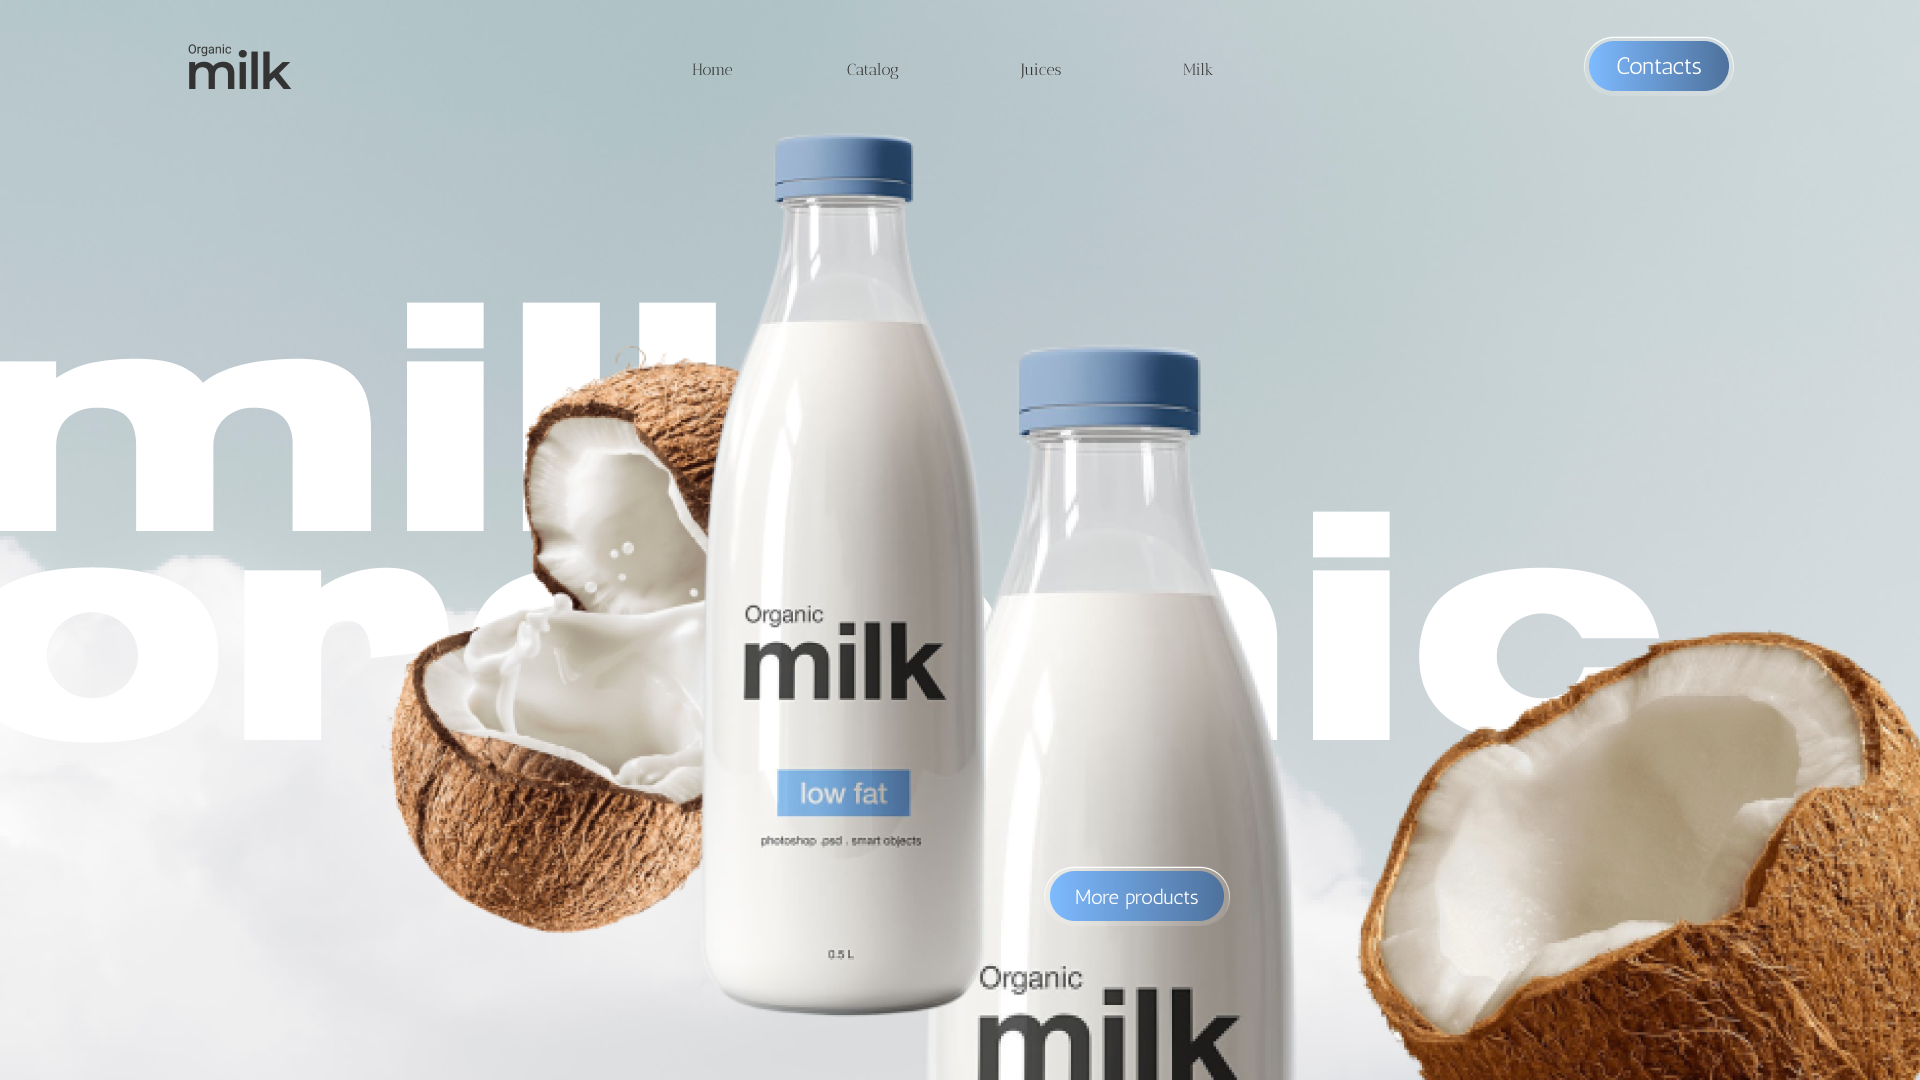 Organic
milk
Home
Catalog
Juices
Milk
Contacts
milk
organic
Organic
milk
low fat
photoshop .psd . smart objects
0.5 L
More products
Organic
milk